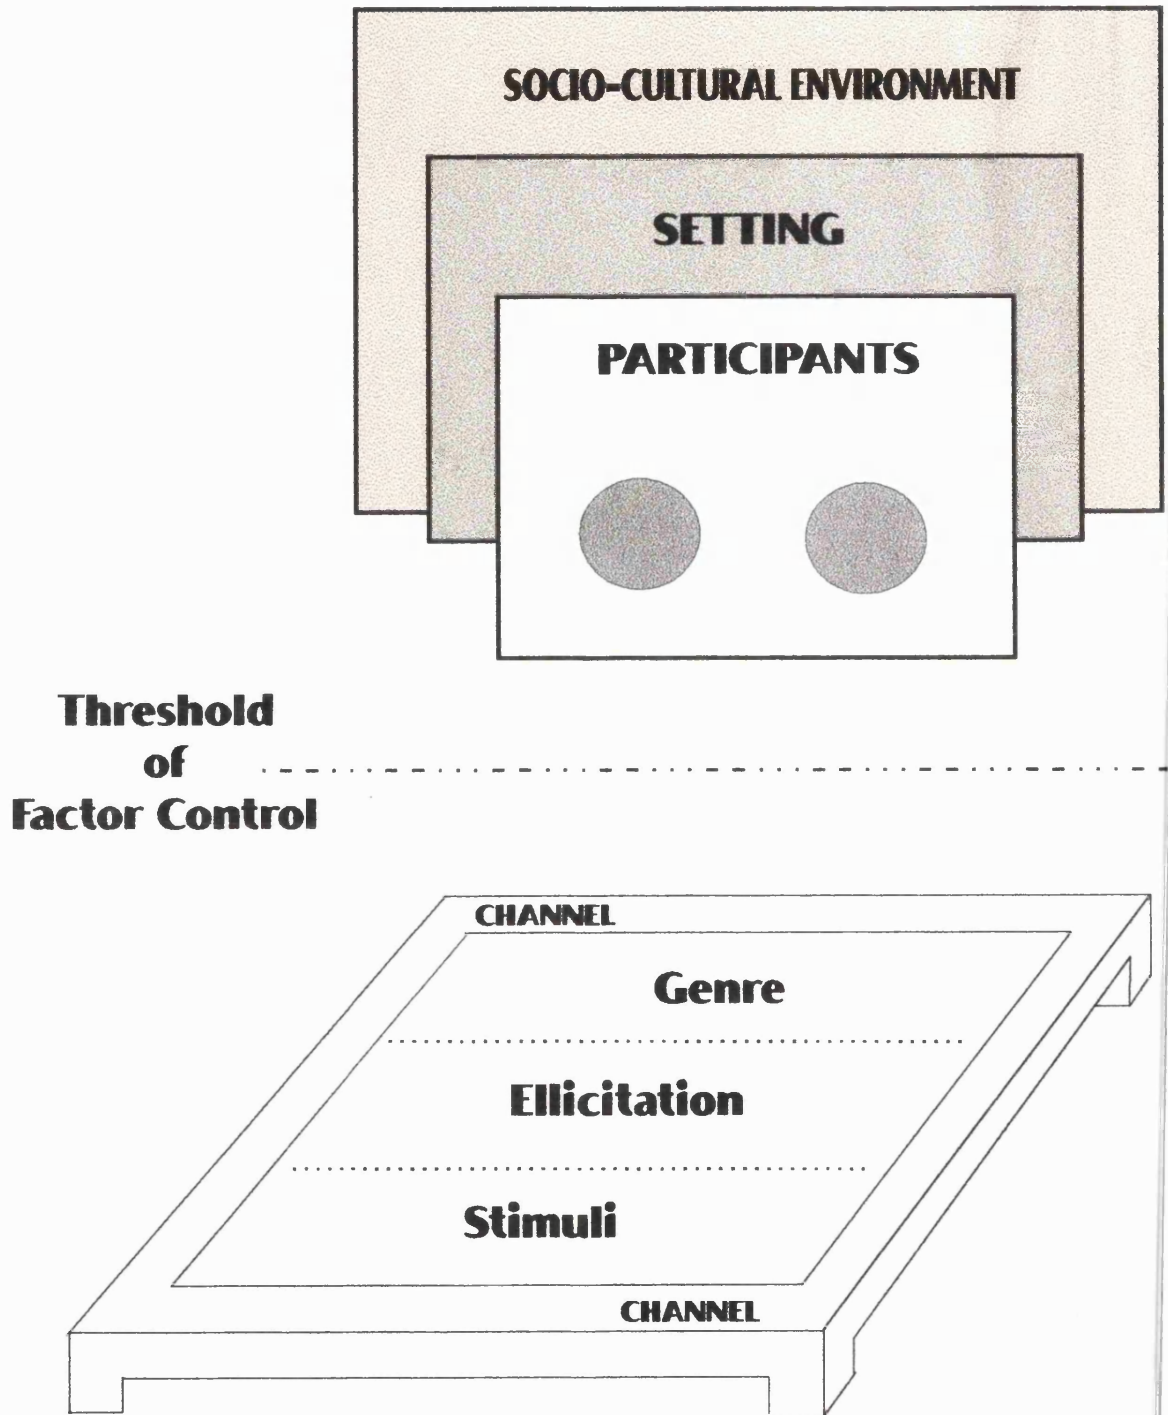 SOCIO-CULTURAL ENVIRONMENT
SETTING
PARTICIPANTS
Threshold
of
Factor Control
CHANNEL
Genre
Ellicitation
Stimuli
CHANNEL